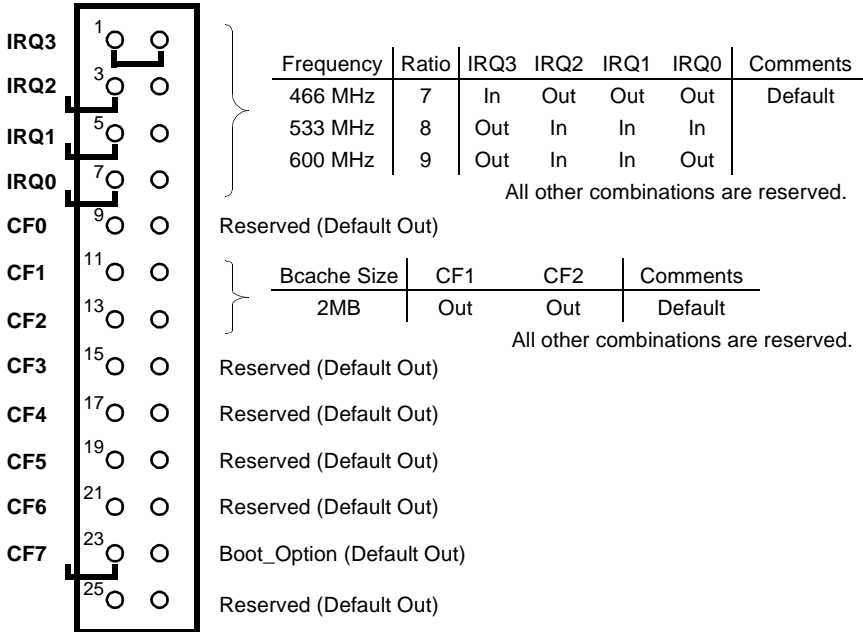 IRQ3 1
Frequency Ratio IRQ3 IRQ2 IRQ1 IRQ0 Comments
IRQ2 3
466 MHz 7 In Out Out Out Default
IRQ1 5
533 MHz 8 Out In In In
600 MHz 9 Out In In Out
IRQ0 7
All other combinations are reserved.
CF0 9 Reserved (Default Out)
CF1 11
Bcache Size CF1 CF2 Comments
2MB Out Out Default
CF2 13
All other combinations are reserved.
CF3 15 Reserved (Default Out)
CF4 17 Reserved (Default Out)
CF5 19 Reserved (Default Out)
CF6 21 Reserved (Default Out)
CF7 23 Boot_Option (Default Out)
25 Reserved (Default Out)